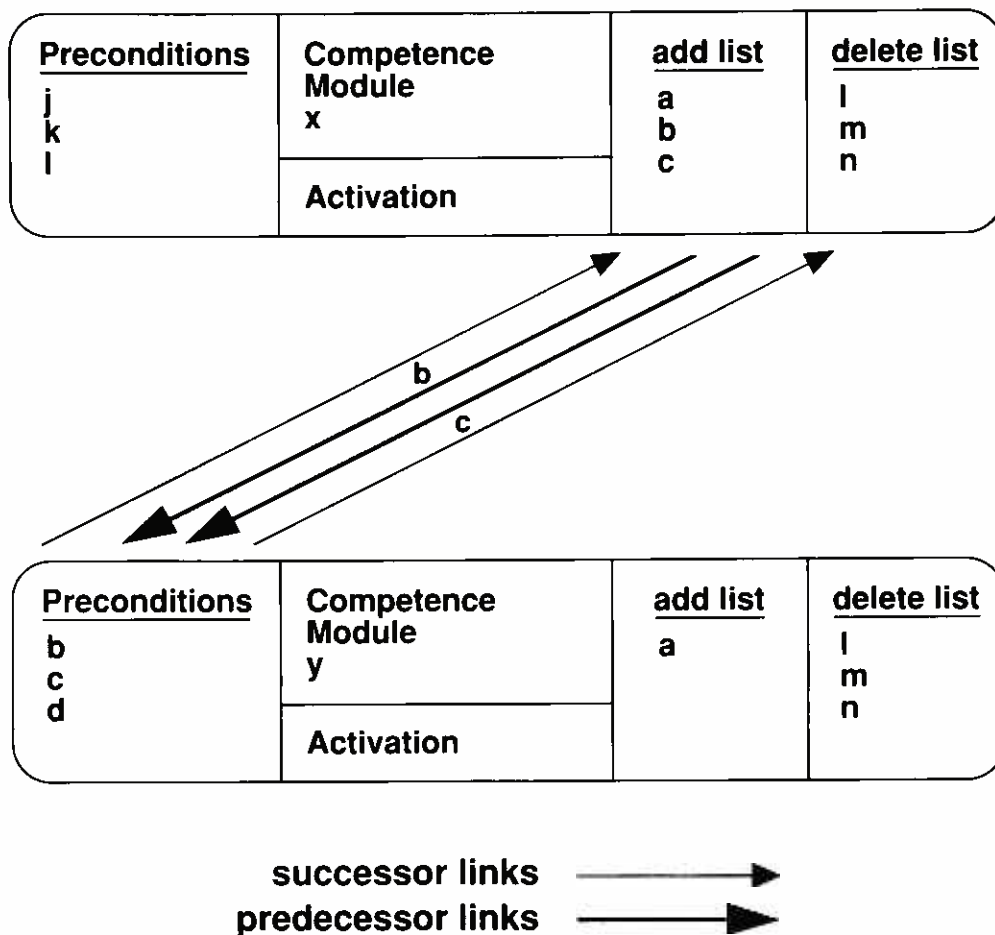 Preconditions
j
k
l
Competence
Module
x
Activation
add list
a
b
c
delete list
l
m
n
b
c
Preconditions
b
c
d
Competence
Module
y
Activation
add list
a
delete list
l
m
n
successor links
predecessor links